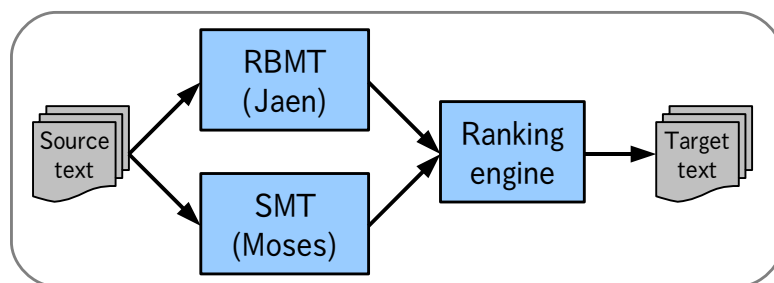 Source
text
RBMT
(Jaen)
SMT
(Moses)
Ranking
engine
Target
text